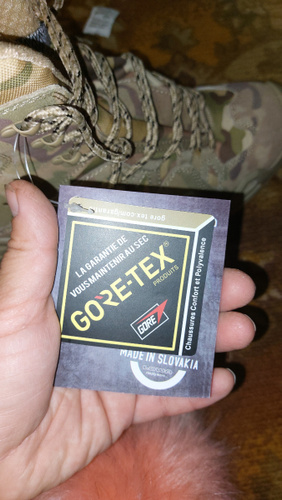 LA GARANTIE DE
VOUS MAINTENIR AU SEC
GORE-TEX®
PRODUITS
GORE
Chaussures Confort et Polyvalence
MADE IN SLOVAKIA